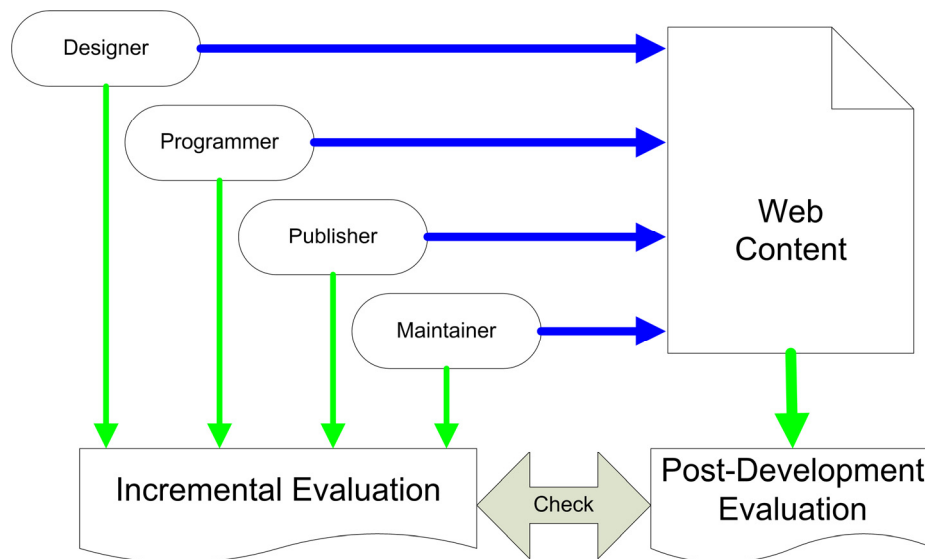 Designer
Programmer
Publisher
Maintainer
Web
Content
Incremental Evaluation
Check
Post-Development
Evaluation